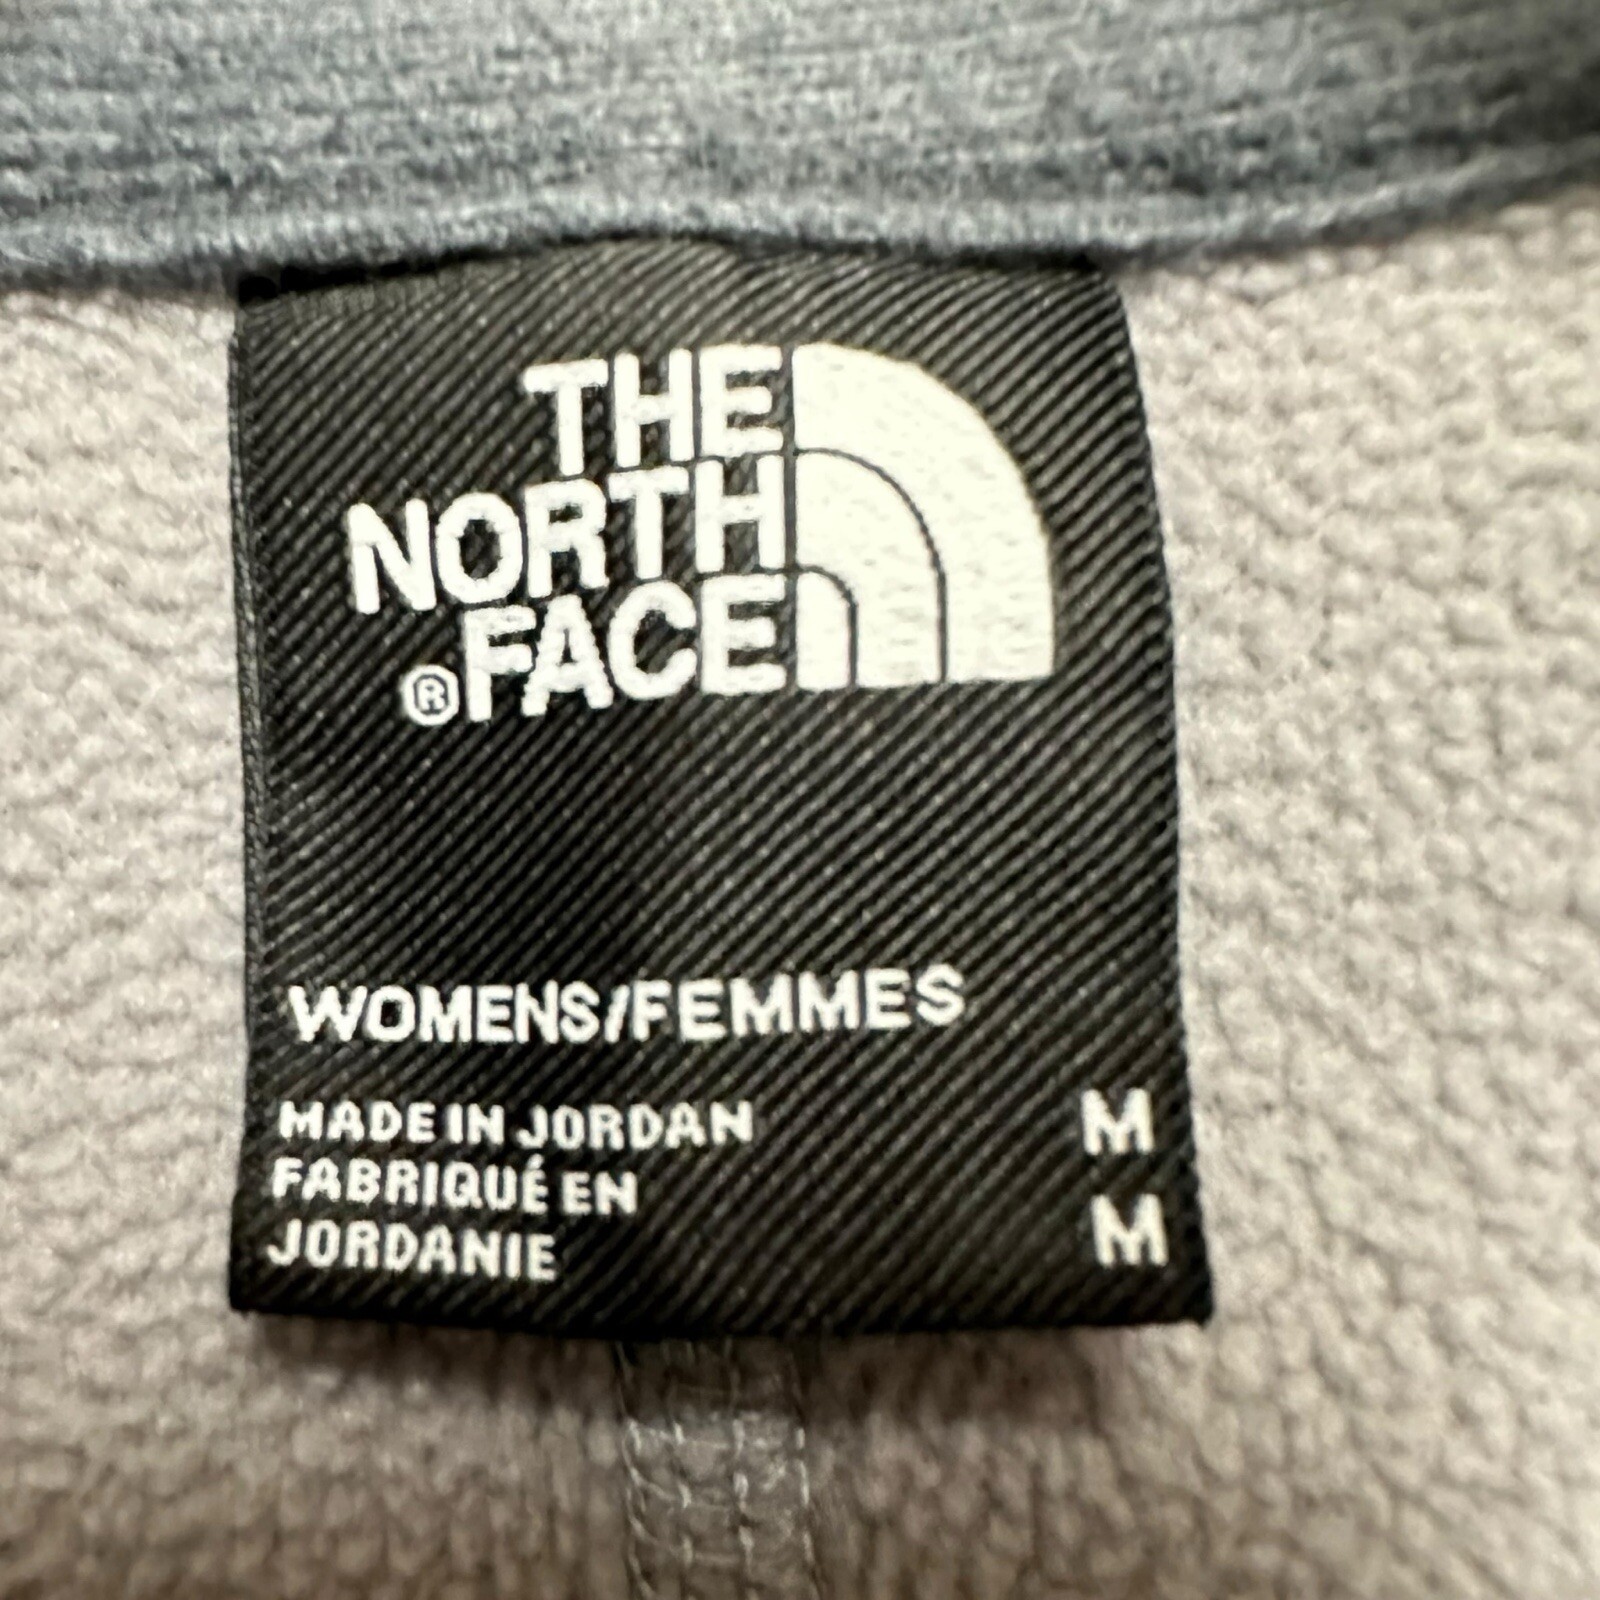 THE
NORTH
®FACE
WOMENS/FEMMES
MADE IN JORDAN M
FABRIQUÉ EN M
JORDANIE